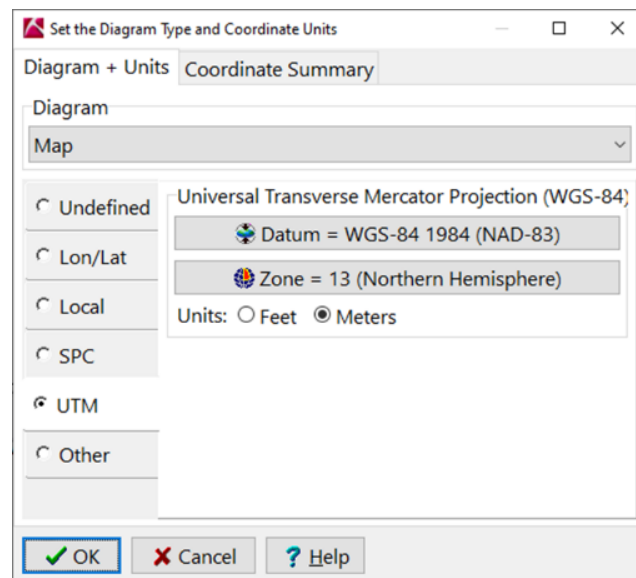 Set the Diagram Type and Coordinate Units
Diagram + Units Coordinate Summary
Diagram
Map
Undefined
Lon/Lat
Local
SPC
UTM
Other
Universal Transverse Mercator Projection (WGS-84)
Datum = WGS-84 1984 (NAD-83)
Zone = 13 (Northern Hemisphere)
Units: Feet Meters
OK Cancel Help